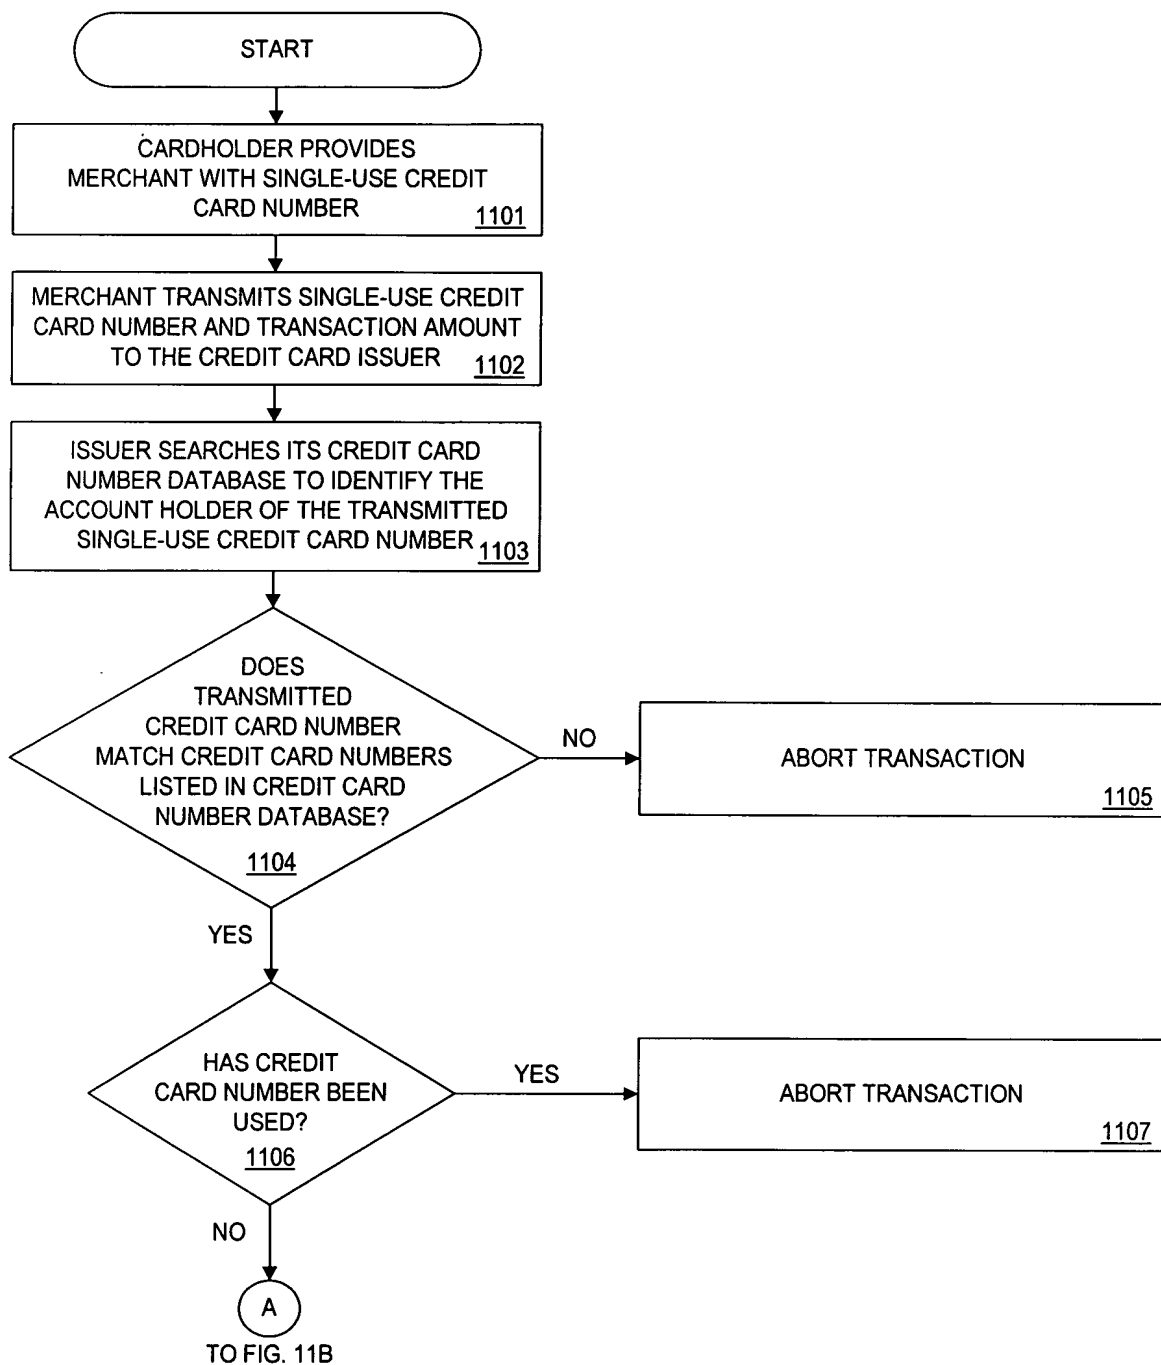 START
CARDHOLDER PROVIDES
MERCHANT WITH SINGLE-USE CREDIT
CARD NUMBER
1101
MERCHANT TRANSMITS SINGLE-USE CREDIT
CARD NUMBER AND TRANSACTION AMOUNT
TO THE CREDIT CARD ISSUER
1102
ISSUER SEARCHES ITS CREDIT CARD
NUMBER DATABASE TO IDENTIFY THE
ACCOUNT HOLDER OF THE TRANSMITTED
SINGLE-USE CREDIT CARD NUMBER
1103
DOES
TRANSMITTED
CREDIT CARD NUMBER
MATCH CREDIT CARD NUMBERS
LISTED IN CREDIT CARD
NUMBER DATABASE?
1104
NO
ABORT TRANSACTION
1105
YES
HAS CREDIT
CARD NUMBER BEEN
USED?
1106
YES
ABORT TRANSACTION
1107
NO
A
TO FIG. 11B